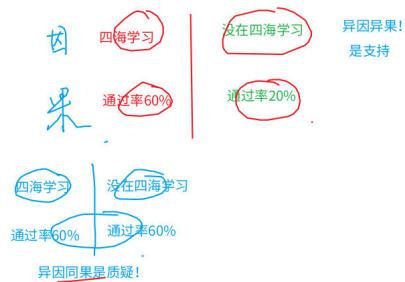 因 四海学习 没在四海学习 异因异果！
是支持
果 通过率60% 通过率20%
四海学习 没在四海学习
通过率60% 通过率60%
异因同果是质疑！